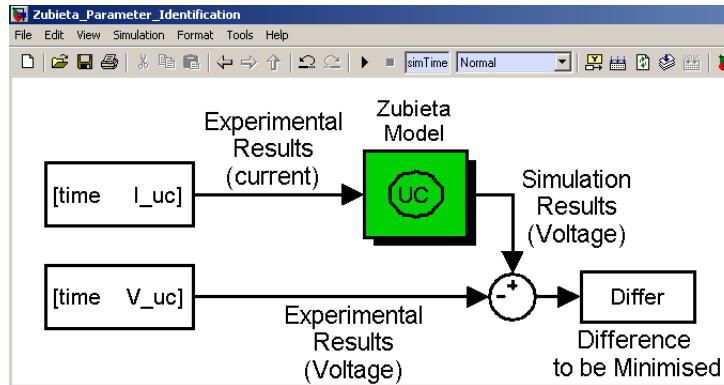 Zubieta_Parameter_Identification
File Edit View Simulation Format Tools Help
simTime Normal
Zubieta
Model
Experimental
Results
(current)
[time I_uc]
UC
Simulation
Results
(Voltage)
[time V_uc]
- +
Differ
Experimental
Results
(Voltage)
Difference
to be Minimised